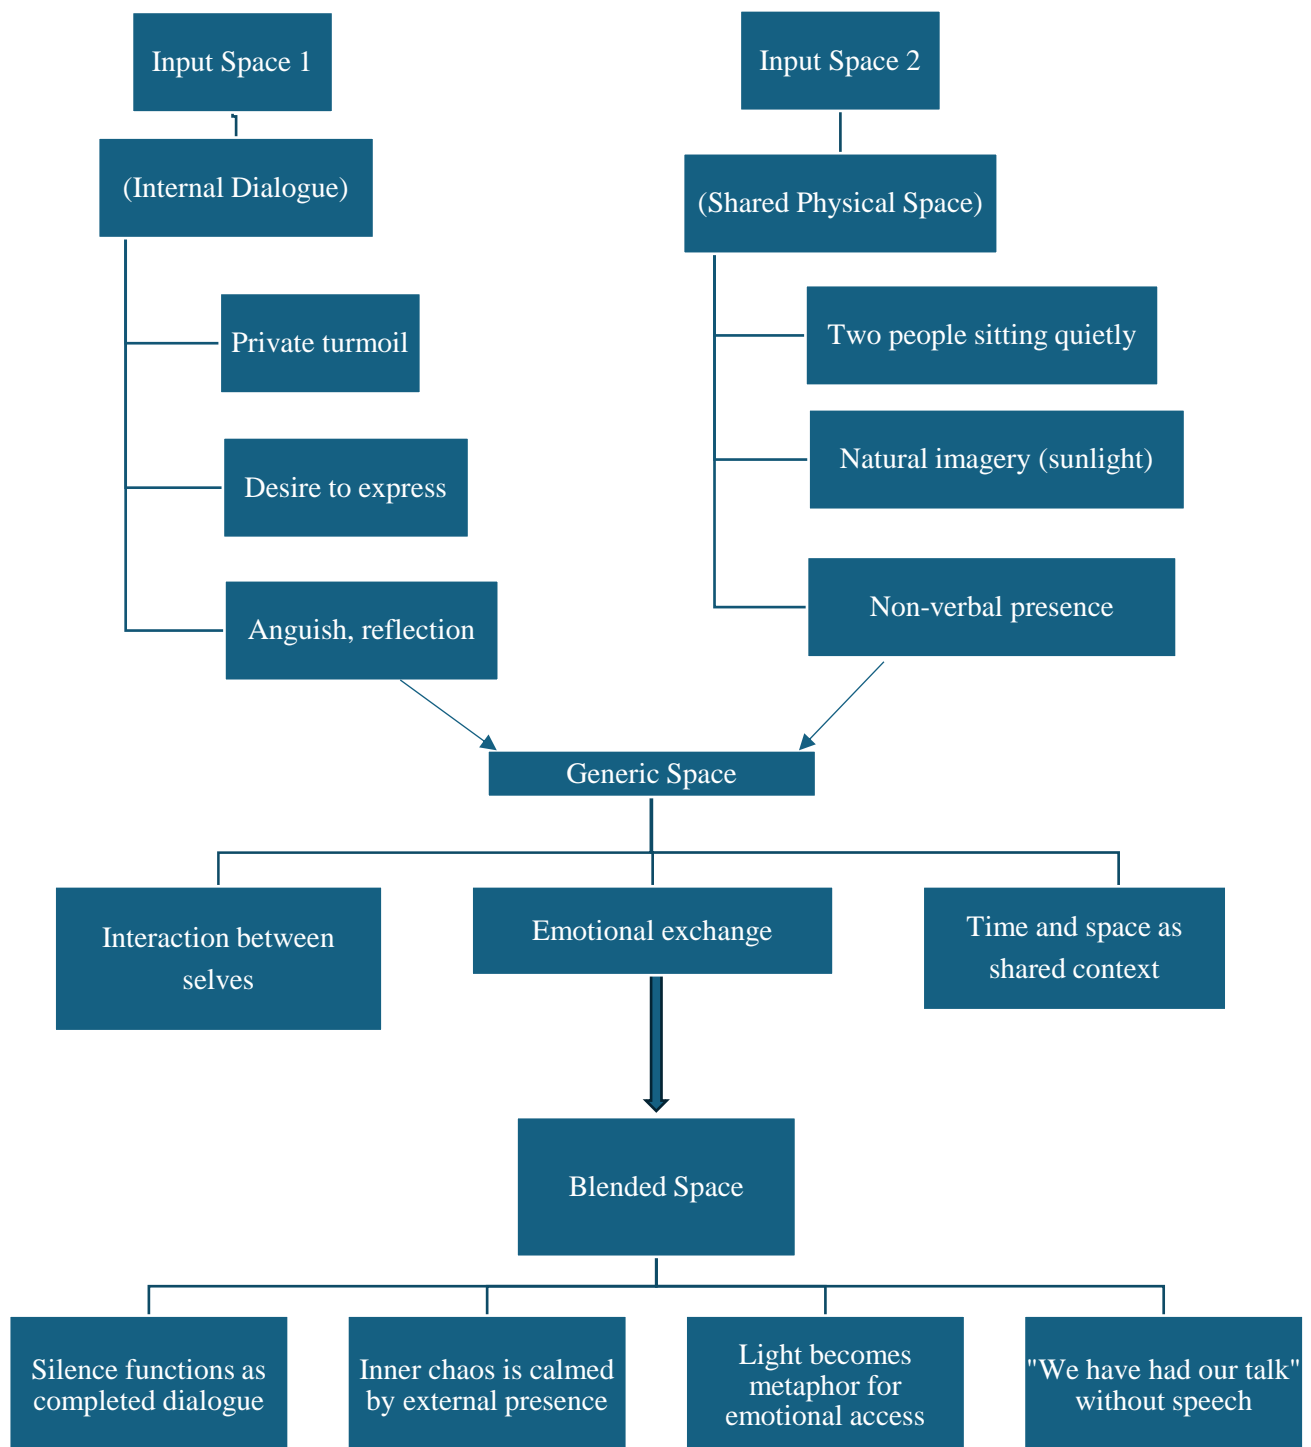 Input Space 1
(Internal Dialogue)
Private turmoil
Desire to express
Anguish, reflection
Input Space 2
(Shared Physical Space)
Two people sitting quietly
Natural imagery (sunlight)
Non-verbal presence
Generic Space
Interaction between
selves
Emotional exchange
Time and space as
shared context
Blended Space
Silence functions as
completed dialogue
Inner chaos is calmed
by external presence
Light becomes
metaphor for
emotional access
"We have had our talk"
without speech